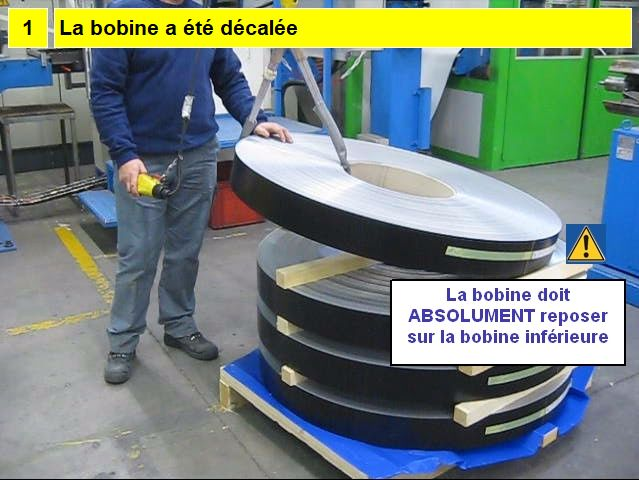 1 La bobine a été décalée
La bobine doit
ABSOLUMENT reposer
sur la bobine inférieure